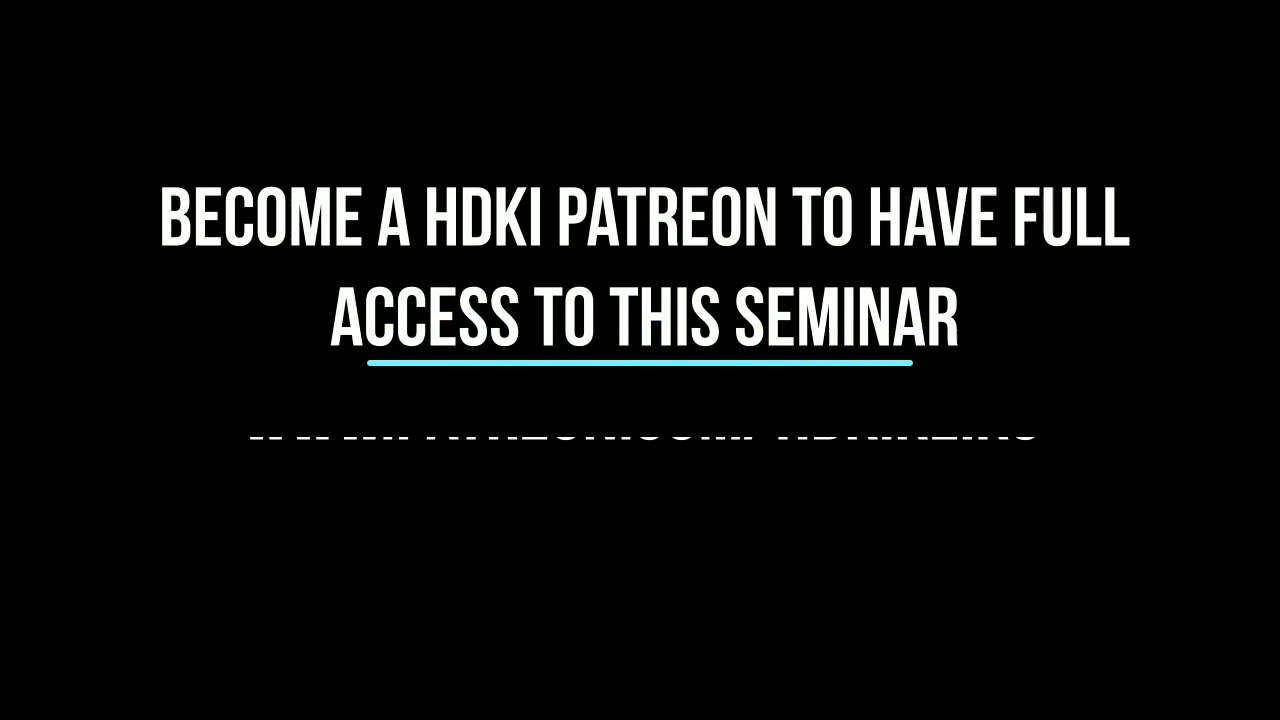 BECOME A HDKI PATREON TO HAVE FULL
ACCESS TO THIS SEMINAR